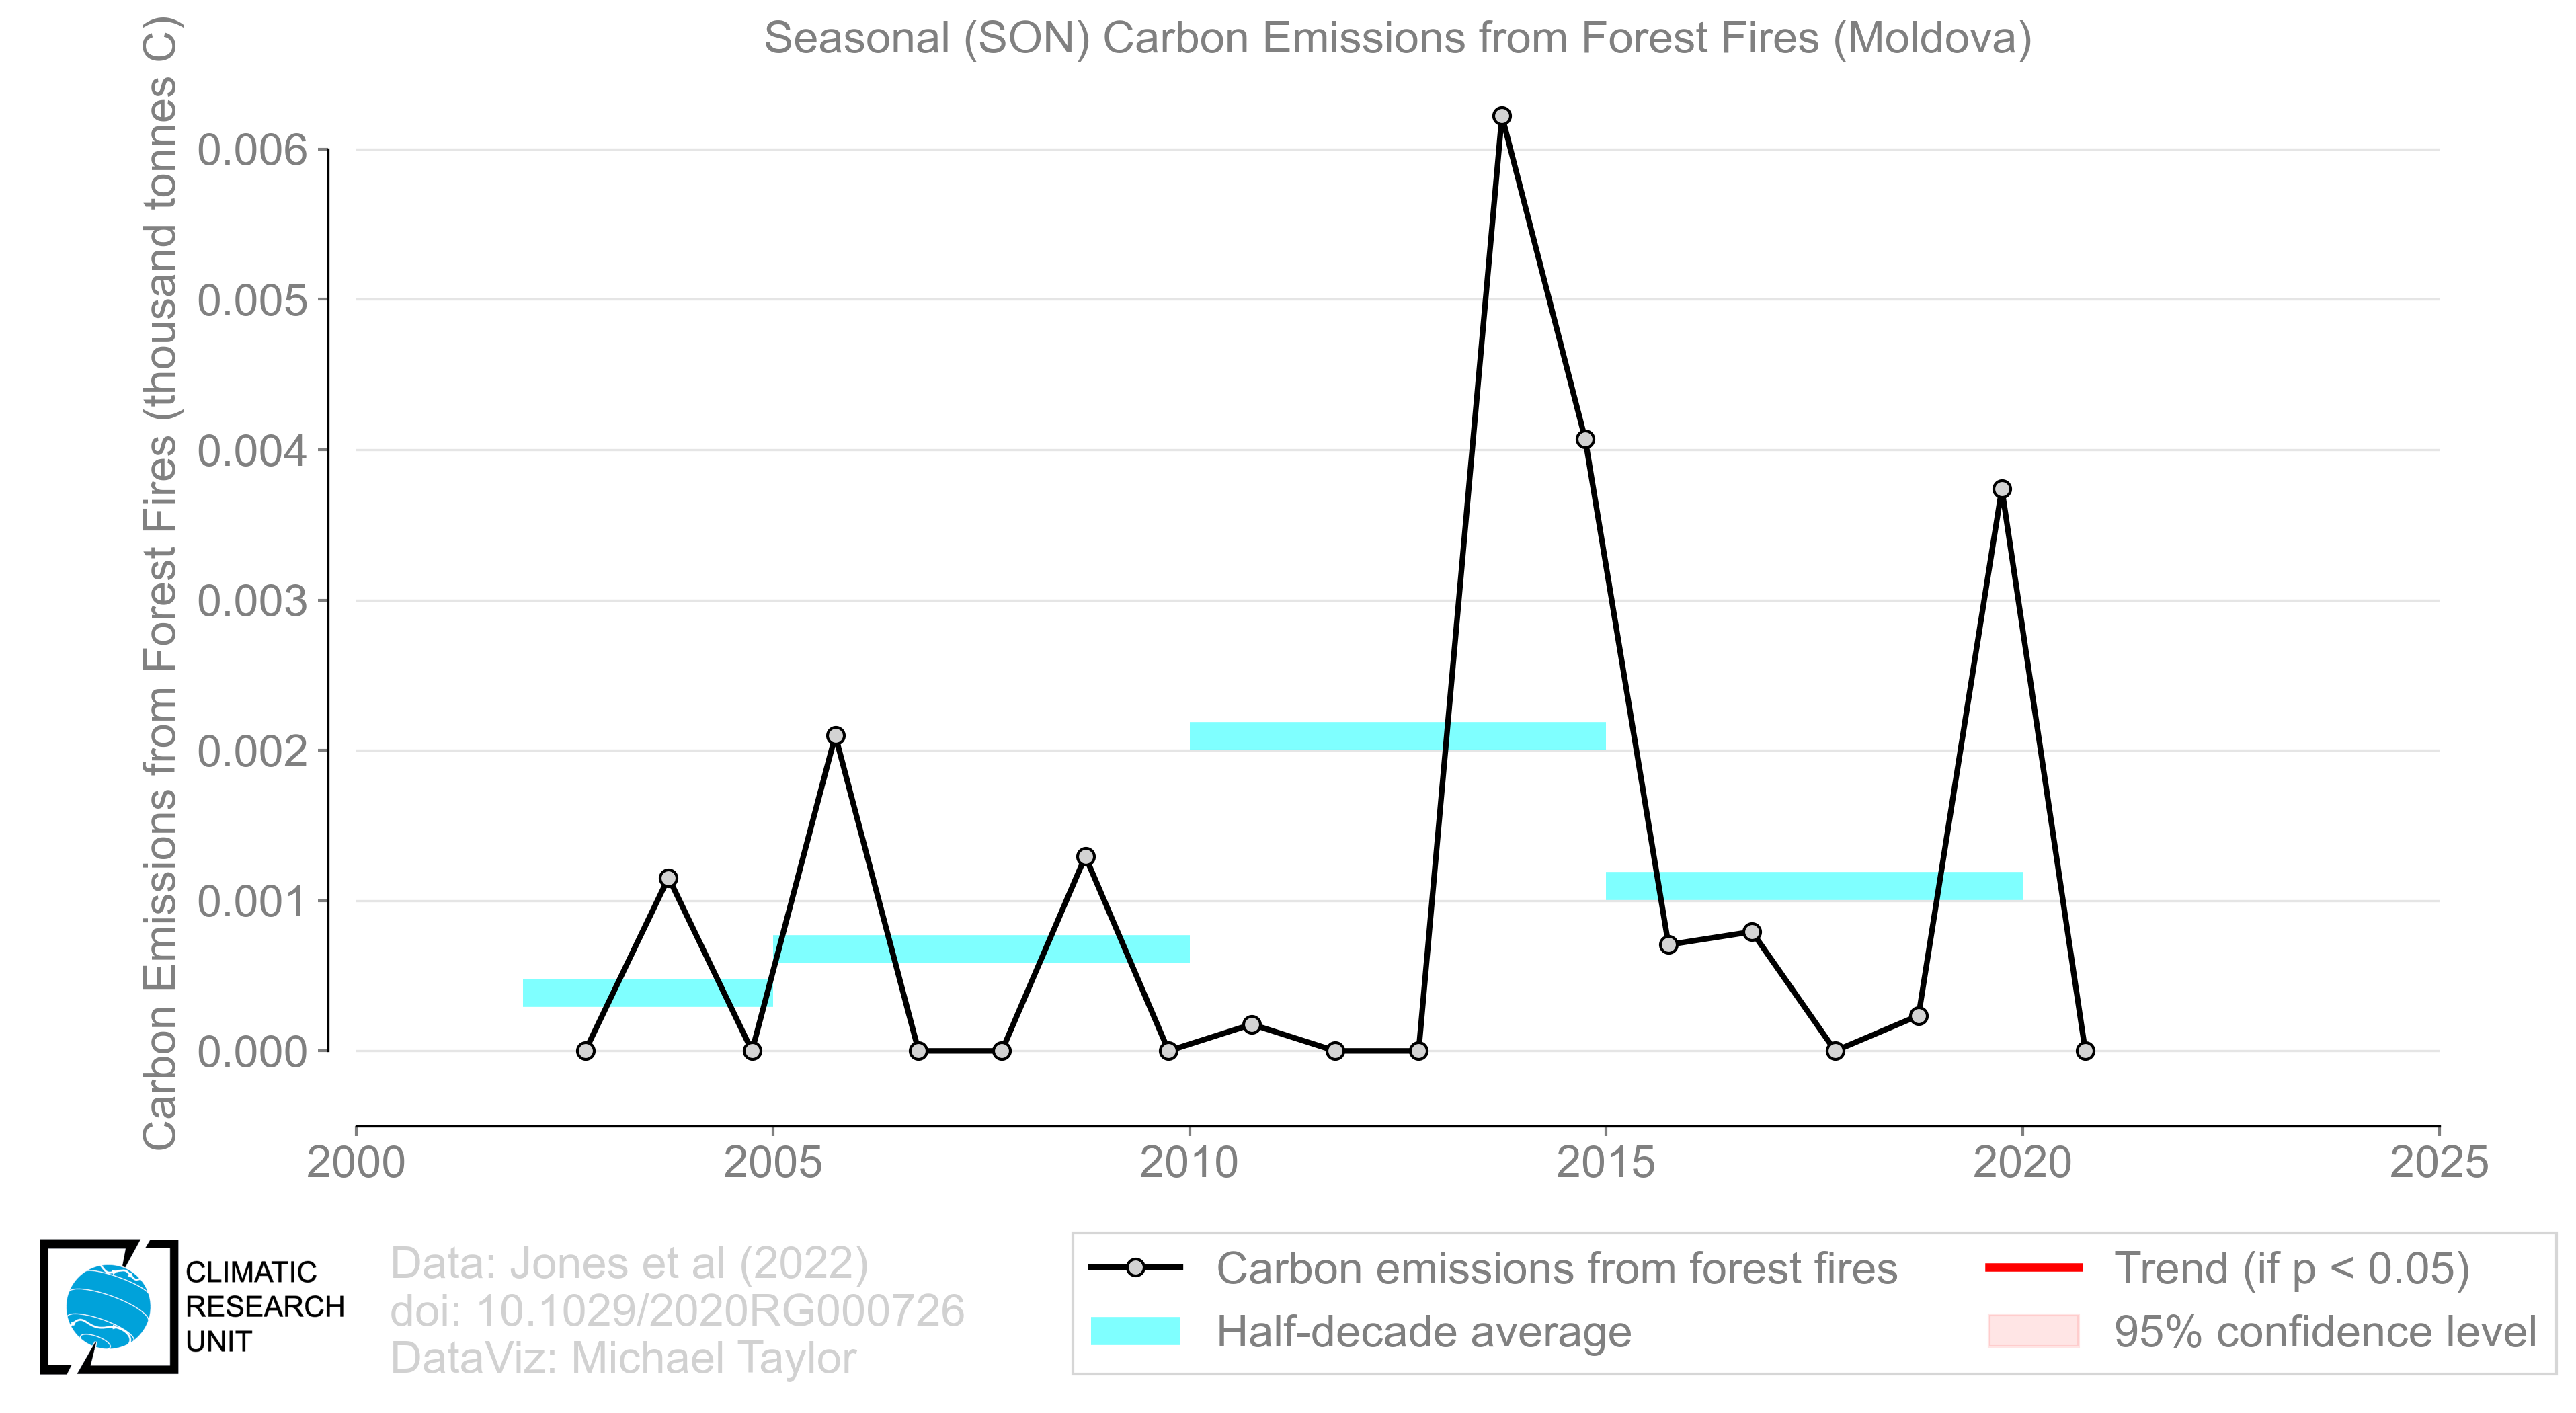 Seasonal (SON) Carbon Emissions from Forest Fires (Moldova)
Carbon Emissions from Forest Fires (thousand tonnes C)
0.006
0.005
0.004
0.003
0.002
0.001
0.000
2000 2005 2010 2015 2020 2025
CLIMATIC
RESEARCH
UNIT
Data: Jones et al (2022)
doi: 10.1029/2020RG000726
DataViz: Michael Taylor
Carbon emissions from forest fires
Half-decade average
Trend (if p < 0.05)
95% confidence level